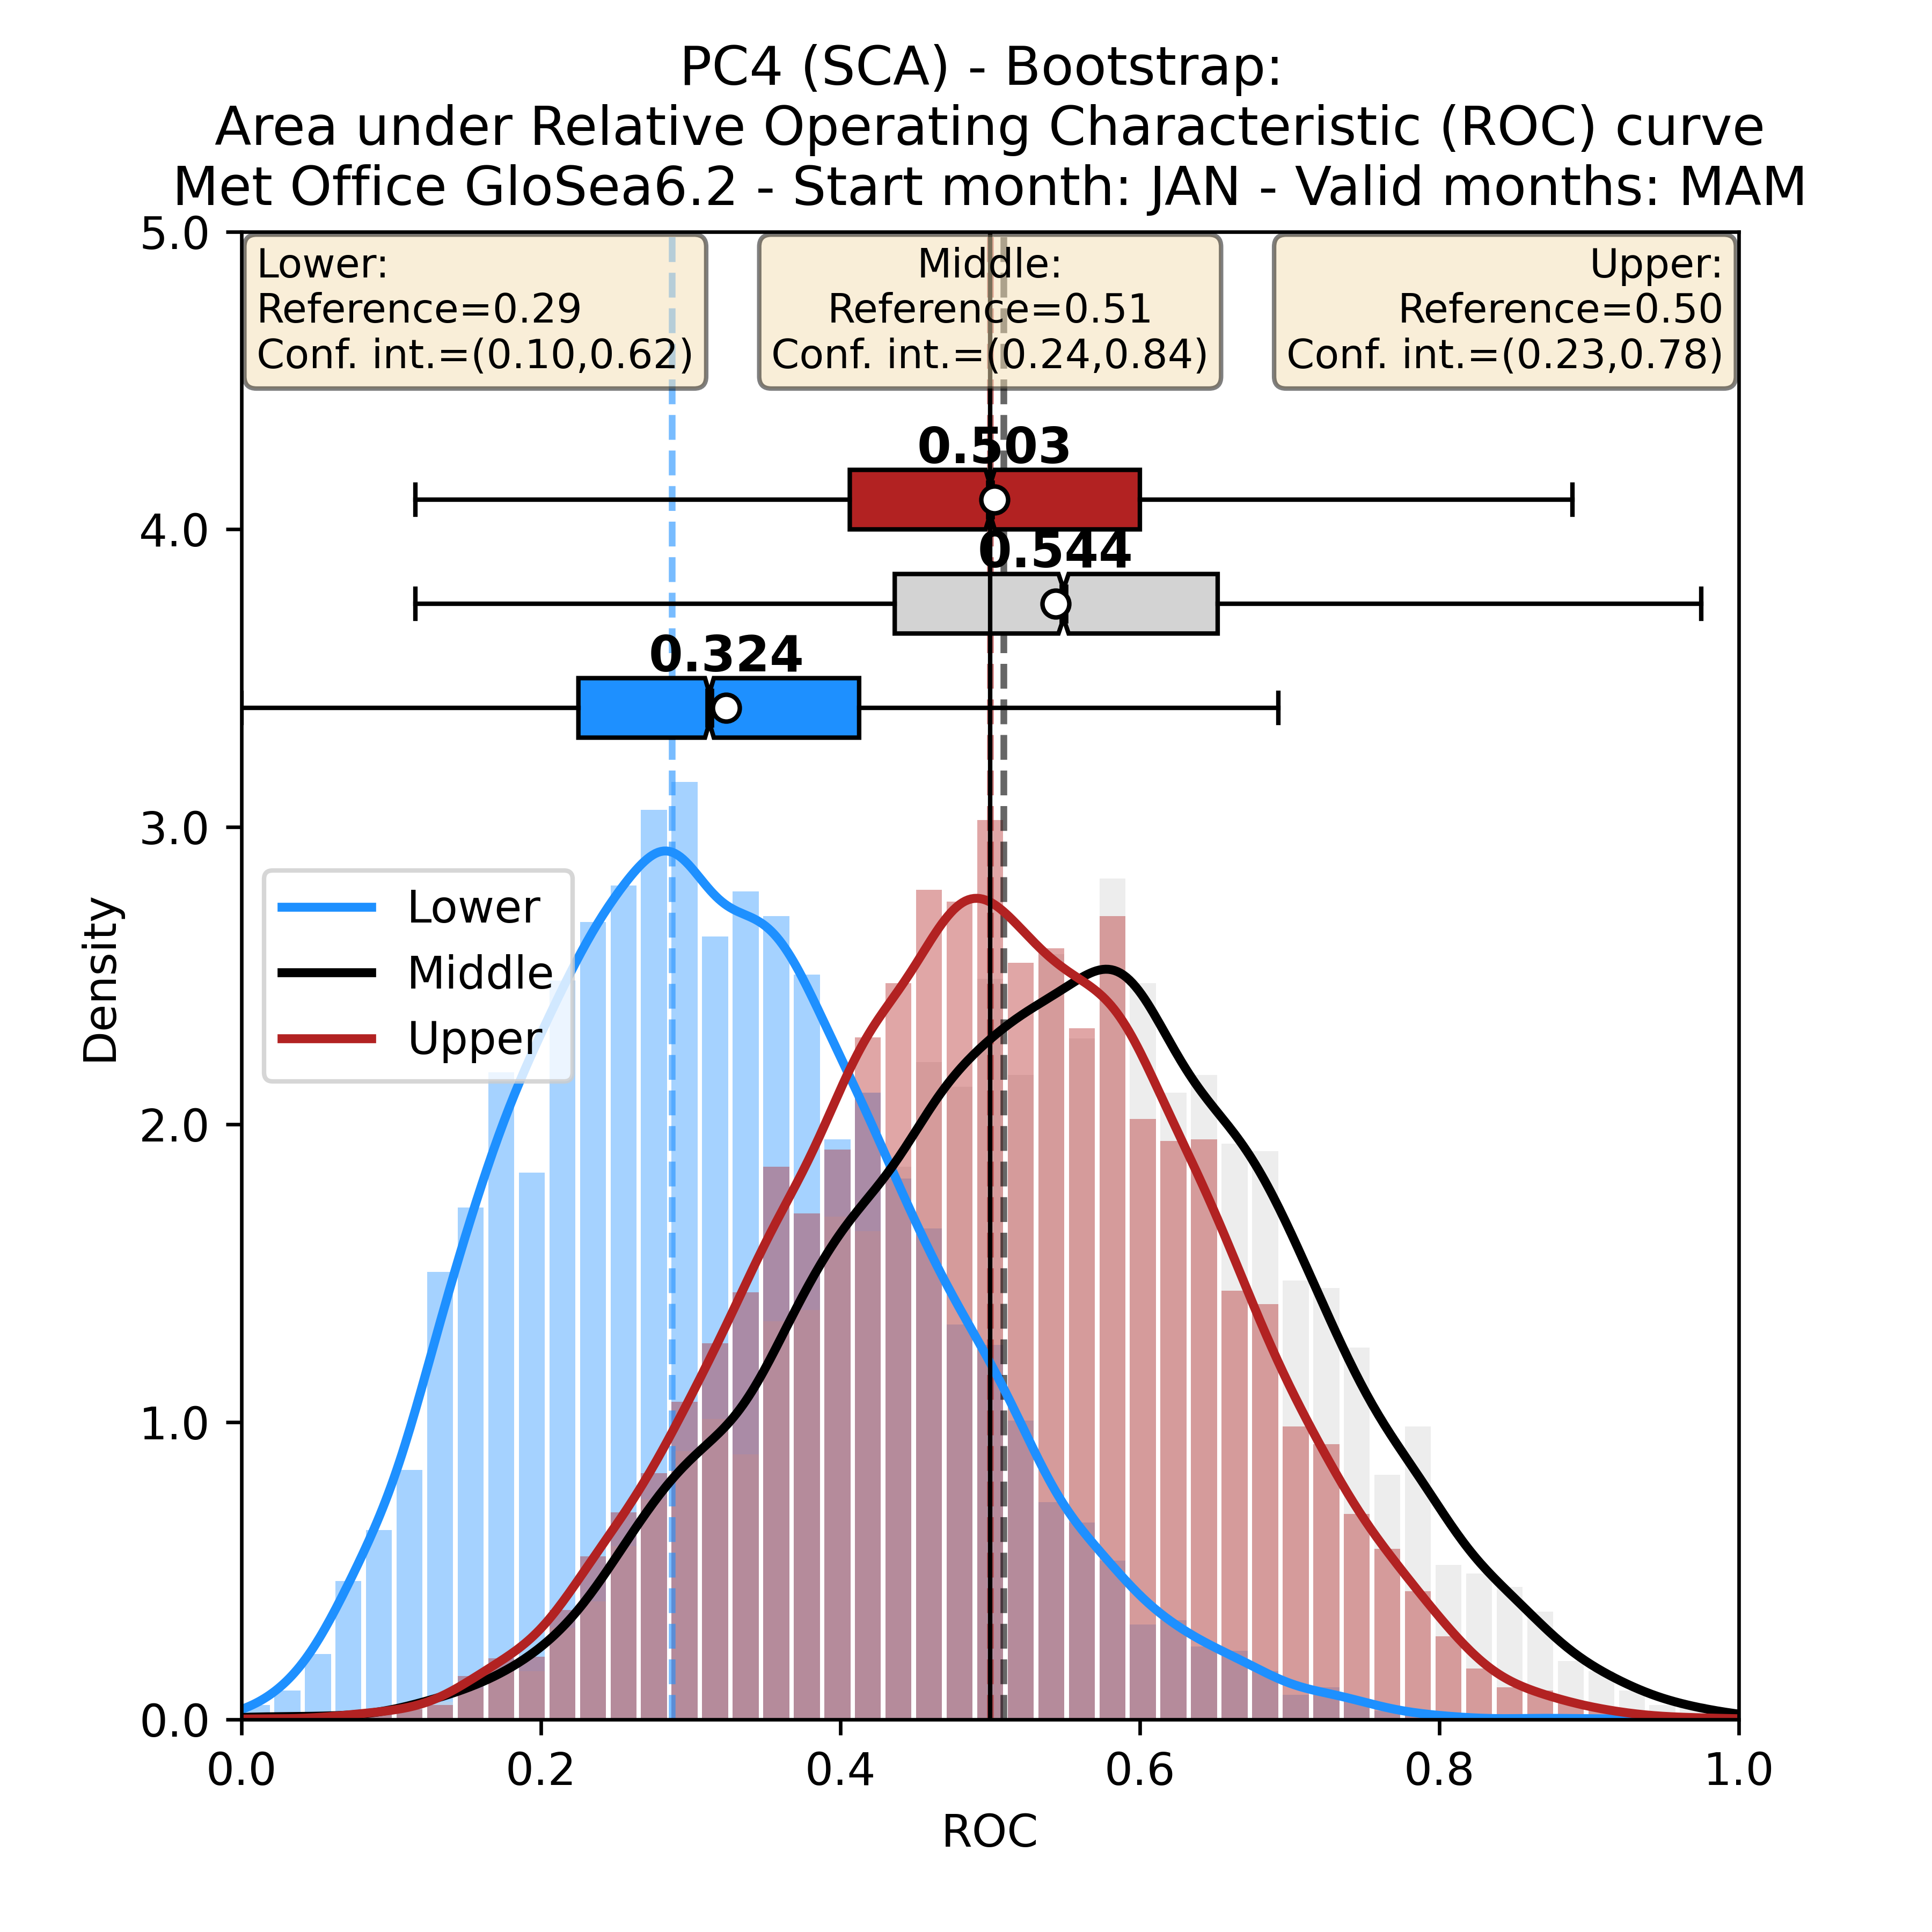 PC4 (SCA) - Bootstrap:
Area under Relative Operating Characteristic (ROC) curve
Met Office GloSea6.2 - Start month: JAN - Valid months: MAM
5.0
Lower:
Reference=0.29
Conf. int.=(0.10,0.62)
Middle:
Reference=0.51
Conf. int.=(0.24,0.84)
Upper:
Reference=0.50
Conf. int.=(0.23,0.78)
0.503
4.0
0.544
0.324
3.0
Lower
Middle
Upper
Density
2.0
1.0
0.0
0.0 0.2 0.4 0.6 0.8 1.0
ROC